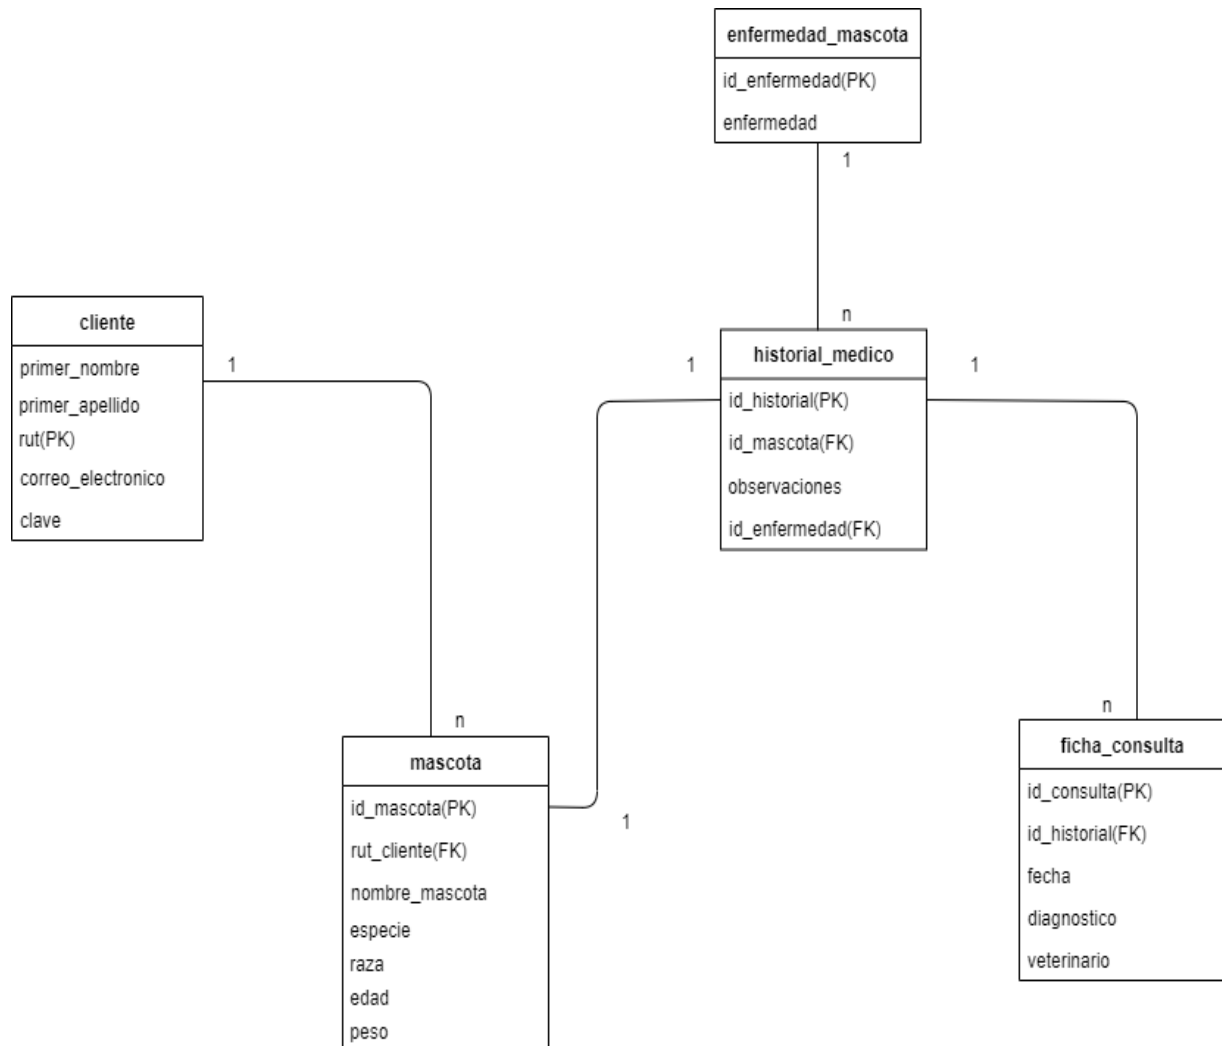 enfermedad_mascota
id_enfermedad(PK)
enfermedad
1
n
cliente
primer_nombre
primer_apellido
rut(PK)
correo_electronico
clave
1
1
historial_medico
id_historial(PK)
id_mascota(FK)
observaciones
id_enfermedad(FK)
1
n
mascota
id_mascota(PK)
rut_cliente(FK)
nombre_mascota
especie
raza
edad
peso
1
n
ficha_consulta
id_consulta(PK)
id_historial(FK)
fecha
diagnostico
veterinario